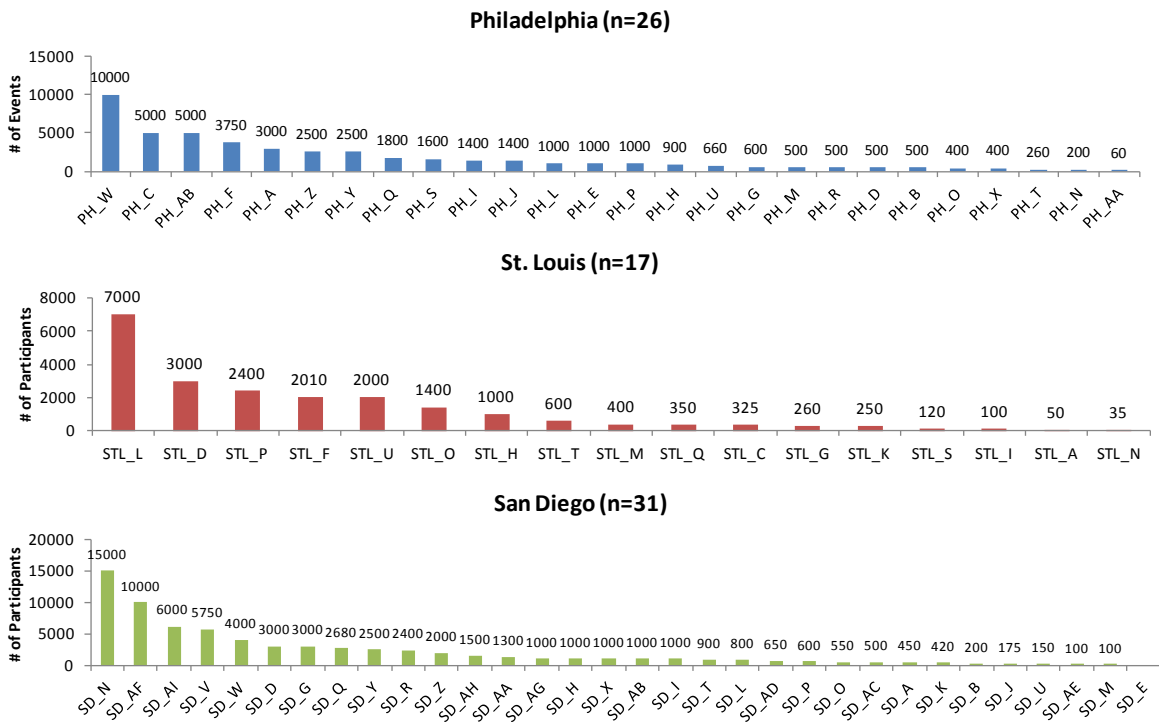 Philadelphia (n=26)
15000
10000
5000
0
# of Events
10000 5000 5000 3750 3000 2500 2500 1800 1600 1400 1400 1000 1000 1000 900 660 600 500 500 500 500 400 400 260 200 60
PH_W PH_C PH_AB PH_F PH_A PH_Z PH_Y PH_Q PH_S PH_I PH_J PH_L PH_E PH_P PH_H PH_U PH_G PH_M PH_R PH_D PH_B PH_O PH_X PH_T PH_N PH_AA
St. Louis (n=17)
8000
6000
4000
2000
0
# of Participants
7000 3000 2400 2010 2000 1400 1000 600 400 350 325 260 250 120 100 50 35
STL_L STL_D STL_P STL_F STL_U STL_O STL_H STL_T STL_M STL_Q STL_C STL_G STL_K STL_S STL_I STL_A STL_N
San Diego (n=31)
20000
15000
10000
5000
0
# of Participants
15000 10000 6000 5750 4000 3000 3000 2680 2500 2400 2000 1500 1300 1000 1000 1000 1000 1000 900 800 650 600 550 500 450 420 200 175 150 100 100
SD_N SD_AF SD_AI SD_V SD_W SD_D SD_G SD_Q SD_Y SD_R SD_Z SD_AH SD_AA SD_AG SD_H SD_X SD_AB SD_I SD_T SD_L SD_AD SD_P SD_O SD_AC SD_A SD_K SD_B SD_J SD_U SD_AE SD_M SD_E